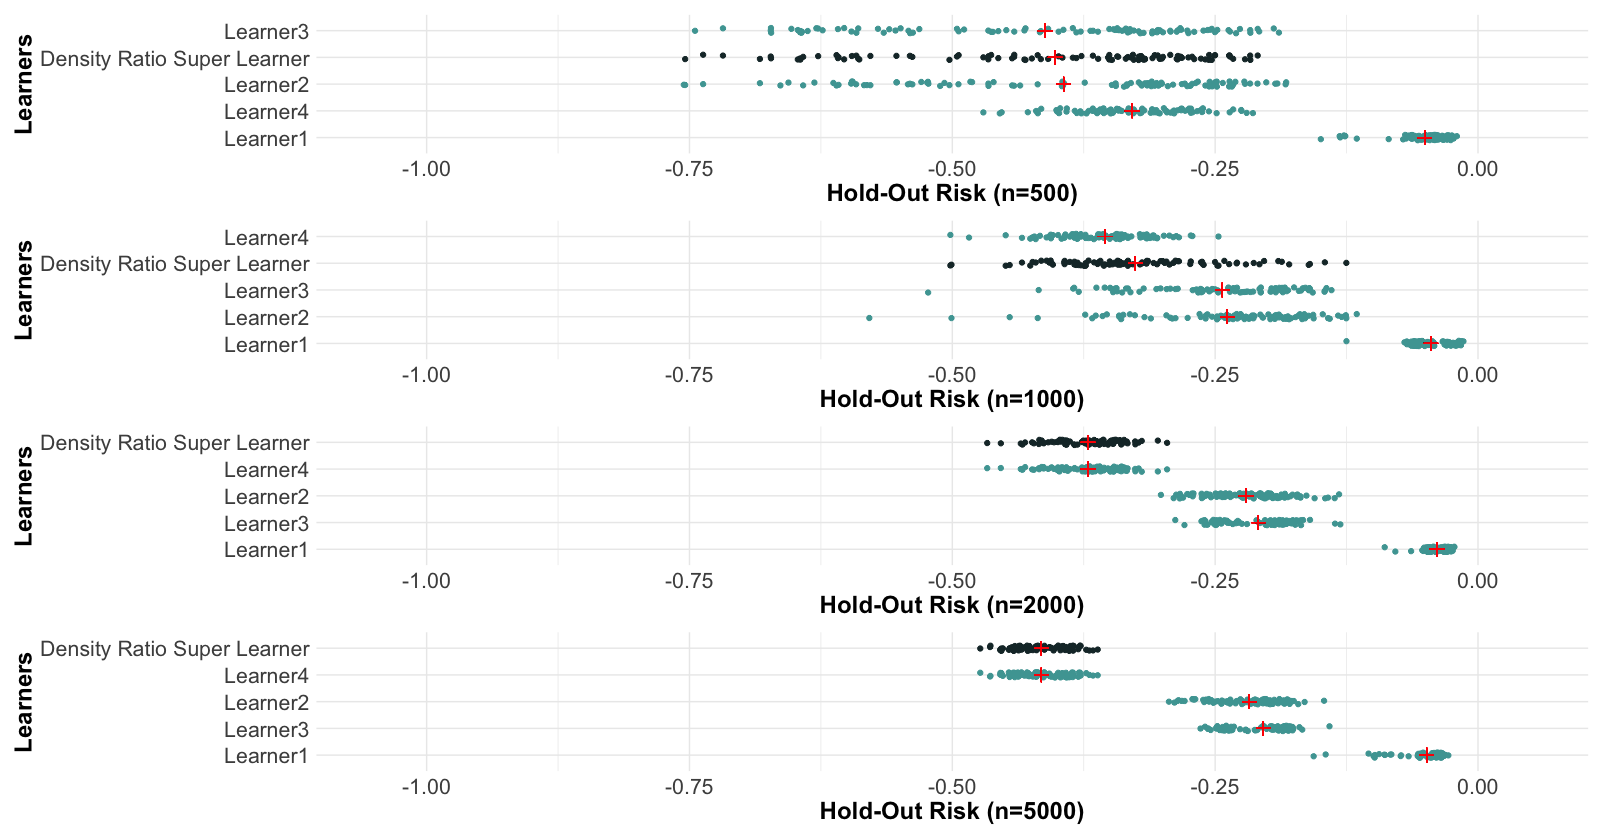 Learners
Learner3
Density Ratio Super Learner
Learner2
Learner4
Learner1
-1.00 -0.75 -0.50 -0.25 0.00
Hold-Out Risk (n=500)
Learners
Learner4
Density Ratio Super Learner
Learner3
Learner2
Learner1
-1.00 -0.75 -0.50 -0.25 0.00
Hold-Out Risk (n=1000)
Learners
Density Ratio Super Learner
Learner4
Learner2
Learner3
Learner1
-1.00 -0.75 -0.50 -0.25 0.00
Hold-Out Risk (n=2000)
Learners
Density Ratio Super Learner
Learner4
Learner2
Learner3
Learner1
-1.00 -0.75 -0.50 -0.25 0.00
Hold-Out Risk (n=5000)